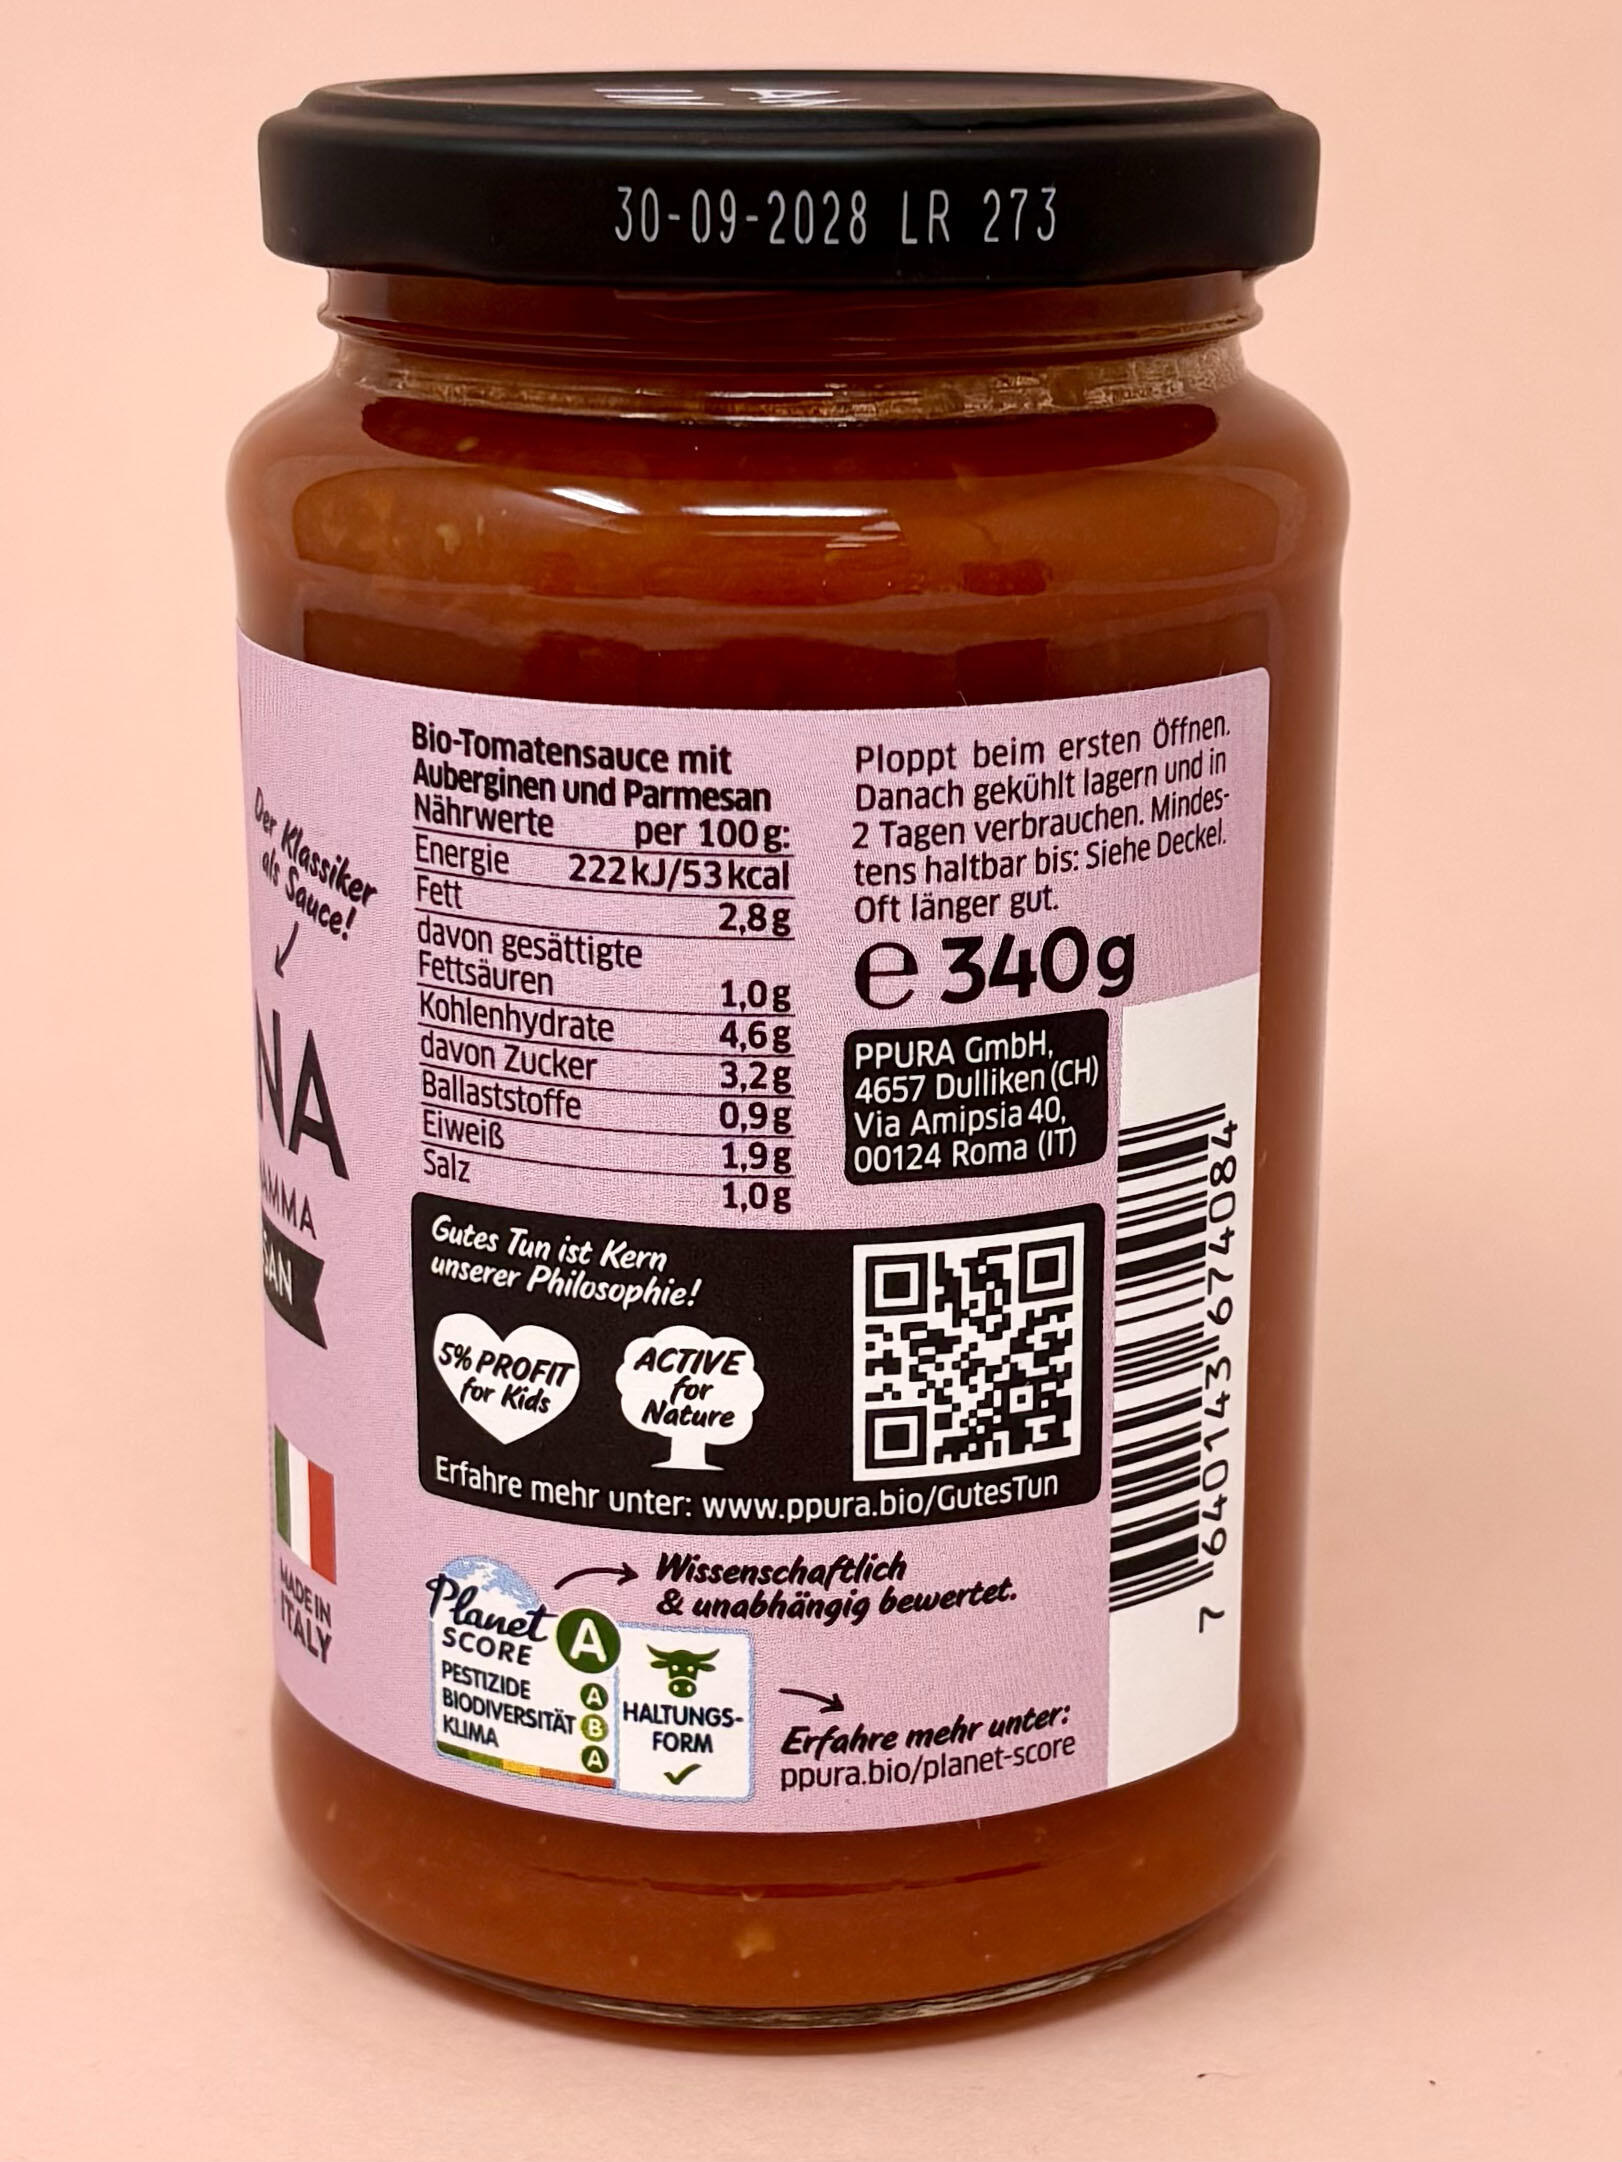 30-09-2028 LR 273
Der Klassiker
als Sauce!
Bio-Tomatensauce mit
Auberginen und Parmesan
Nährwerte per 100g:
Energie 222kJ/53kcal
Fett 2,8g
davon gesättigte
Fettsäuren 1,0g
Kohlenhydrate 4,6g
davon Zucker 3,2g
Ballaststoffe 0,9g
Eiweiß 1,9g
Salz 1,0g
Ploppt beim ersten Öffnen.
Danach gekühlt lagern und in
2 Tagen verbrauchen. Mindes-
tens haltbar bis: Siehe Deckel.
Oft länger gut.
e 340g
PPURA GmbH,
4657 Dulliken (CH)
Via Amipsia 40,
00124 Roma (IT)
Gutes Tun ist Kern
unserer Philosophie!
5% PROFIT
for Kids
ACTIVE
for
Nature
Erfahre mehr unter: www.ppura.bio/GutesTun
MADE IN
ITALY
Wissenschaftlich
& unabhängig bewertet.
Planet
SCORE A
PESTIZIDE A
BIODIVERSITÄT B
KLIMA A
HALTUNGS-
FORM
Erfahre mehr unter:
ppura.bio/planet-score
7 640143 674084